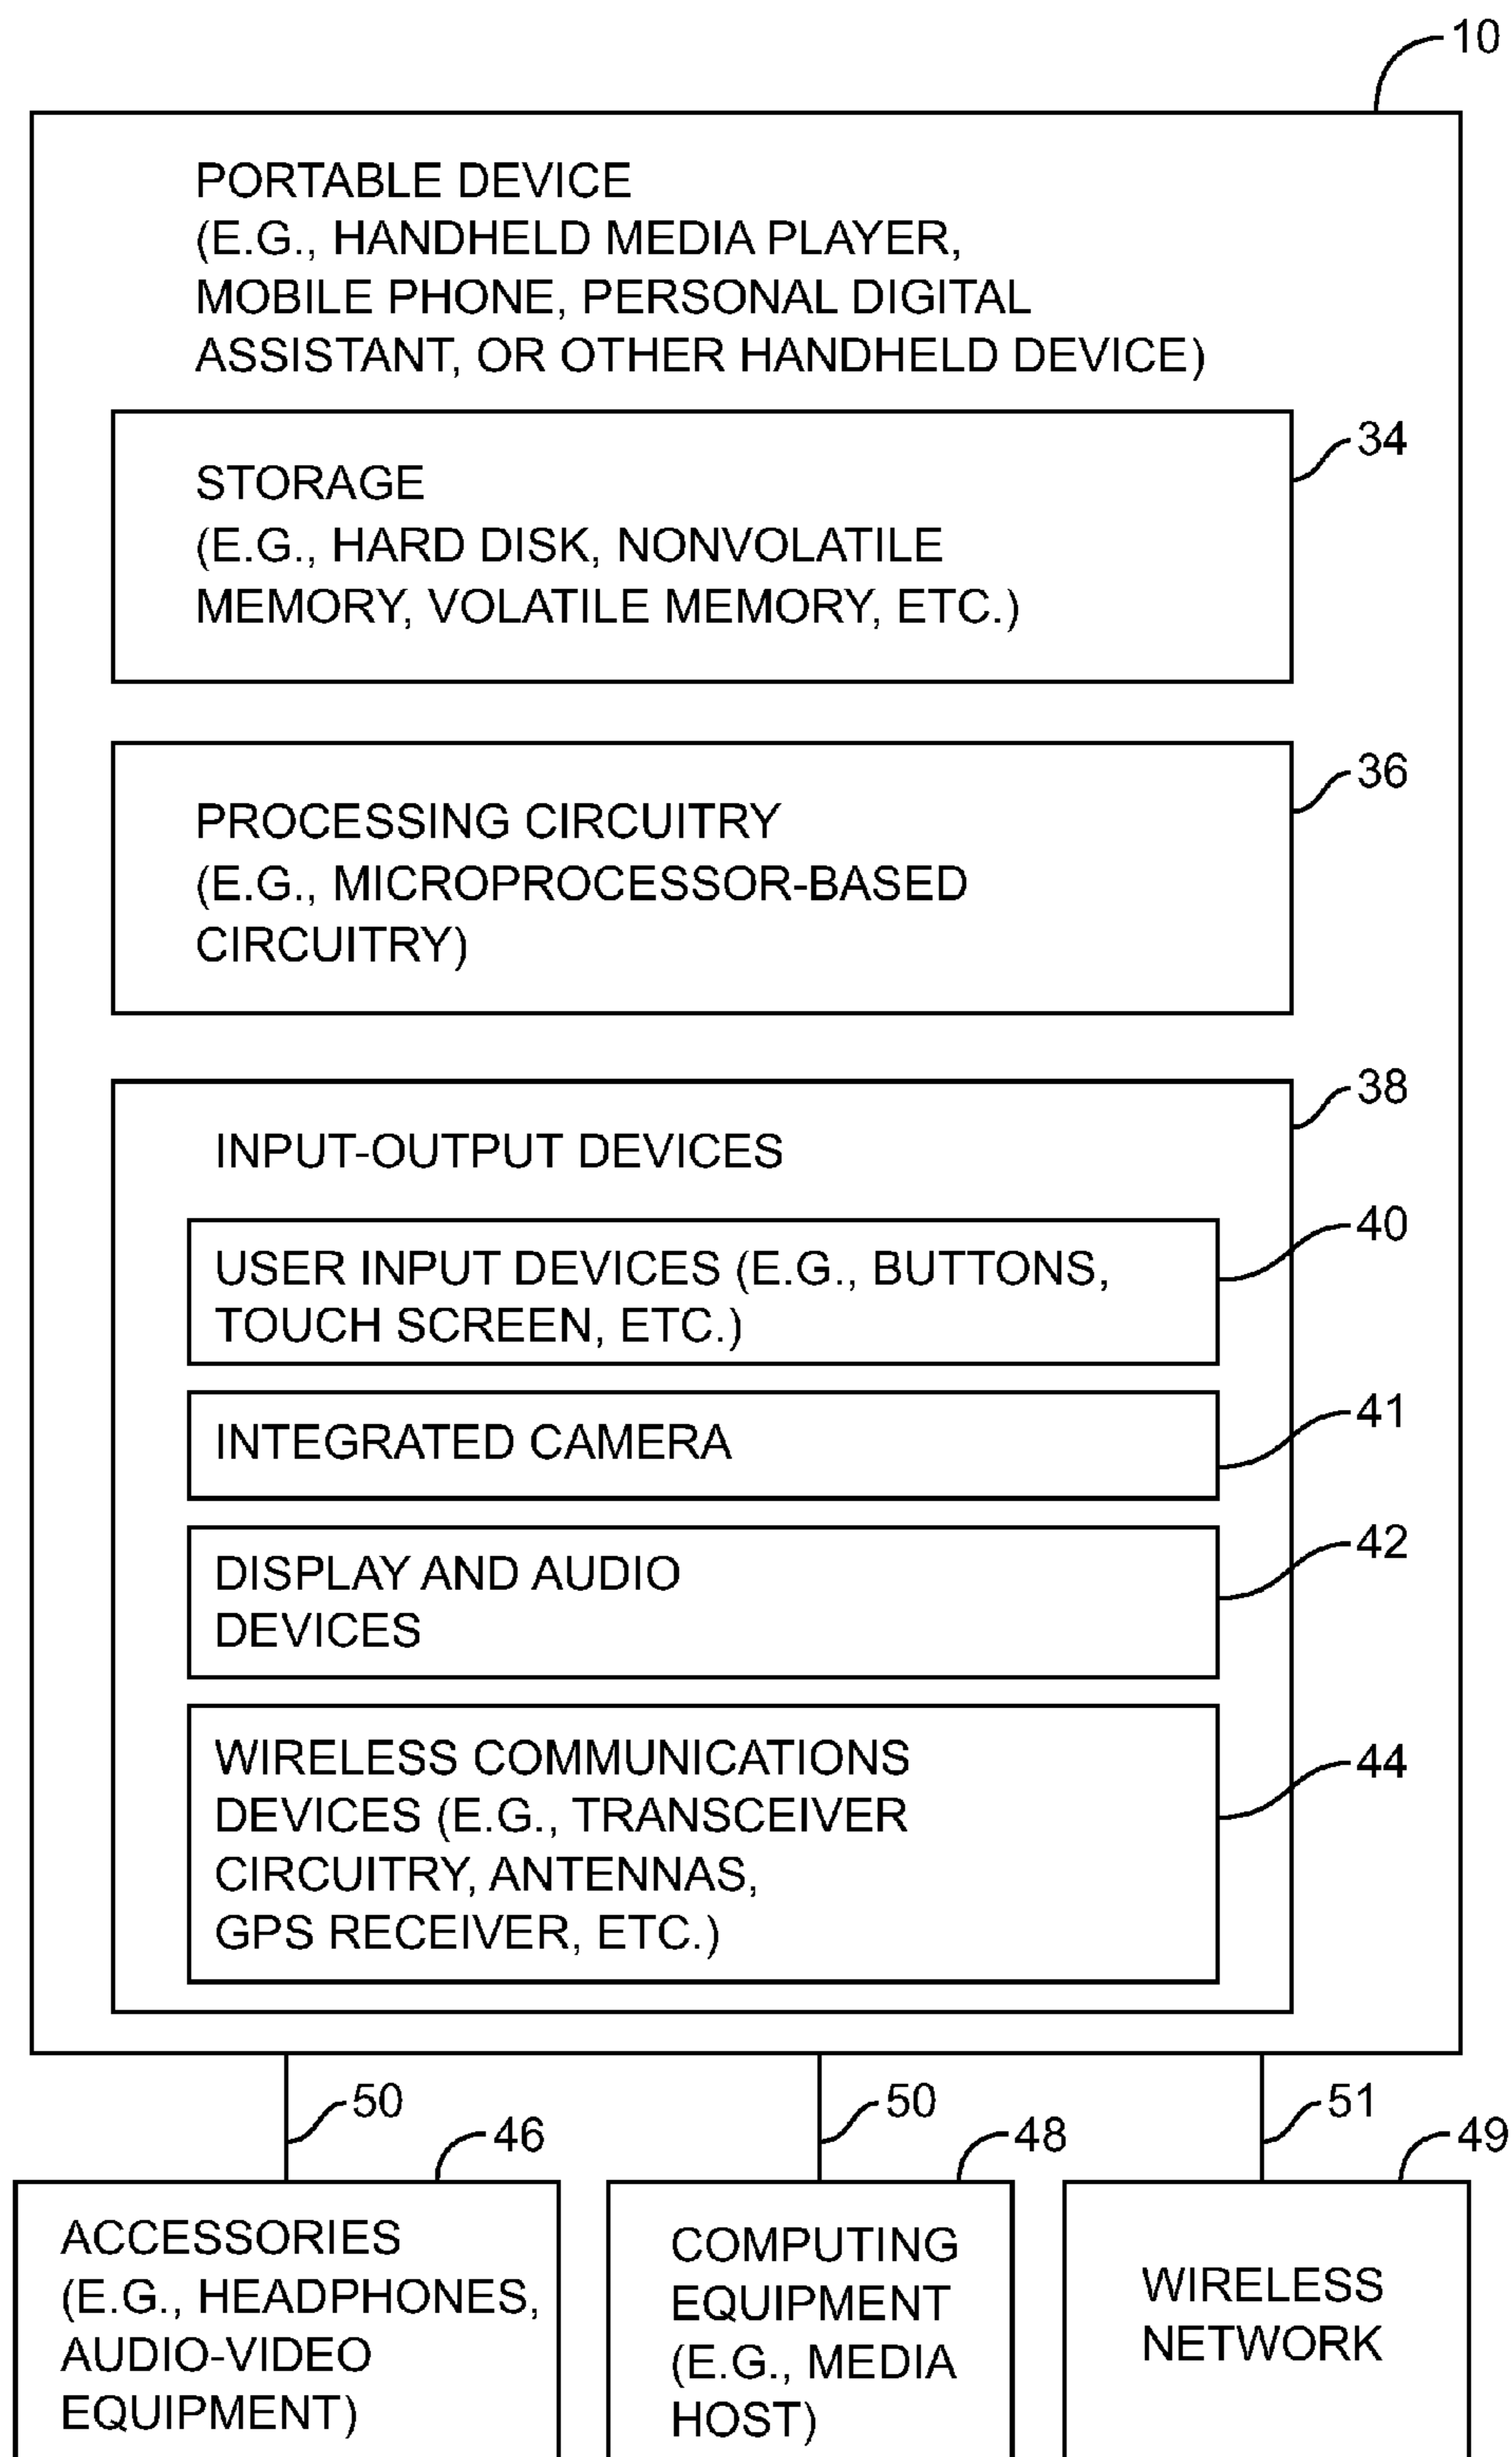 10
PORTABLE DEVICE
(E.G., HANDHELD MEDIA PLAYER,
MOBILE PHONE, PERSONAL DIGITAL
ASSISTANT, OR OTHER HANDHELD DEVICE)
34
STORAGE
(E.G., HARD DISK, NONVOLATILE
MEMORY, VOLATILE MEMORY, ETC.)
36
PROCESSING CIRCUITRY
(E.G., MICROPROCESSOR-BASED
CIRCUITRY)
38
INPUT-OUTPUT DEVICES
40
USER INPUT DEVICES (E.G., BUTTONS,
TOUCH SCREEN, ETC.)
41
INTEGRATED CAMERA
42
DISPLAY AND AUDIO
DEVICES
44
WIRELESS COMMUNICATIONS
DEVICES (E.G., TRANSCEIVER
CIRCUITRY, ANTENNAS,
GPS RECEIVER, ETC.)
50
50
51
46
48
49
ACCESSORIES
(E.G., HEADPHONES,
AUDIO-VIDEO
EQUIPMENT)
COMPUTING
EQUIPMENT
(E.G., MEDIA
HOST)
WIRELESS
NETWORK